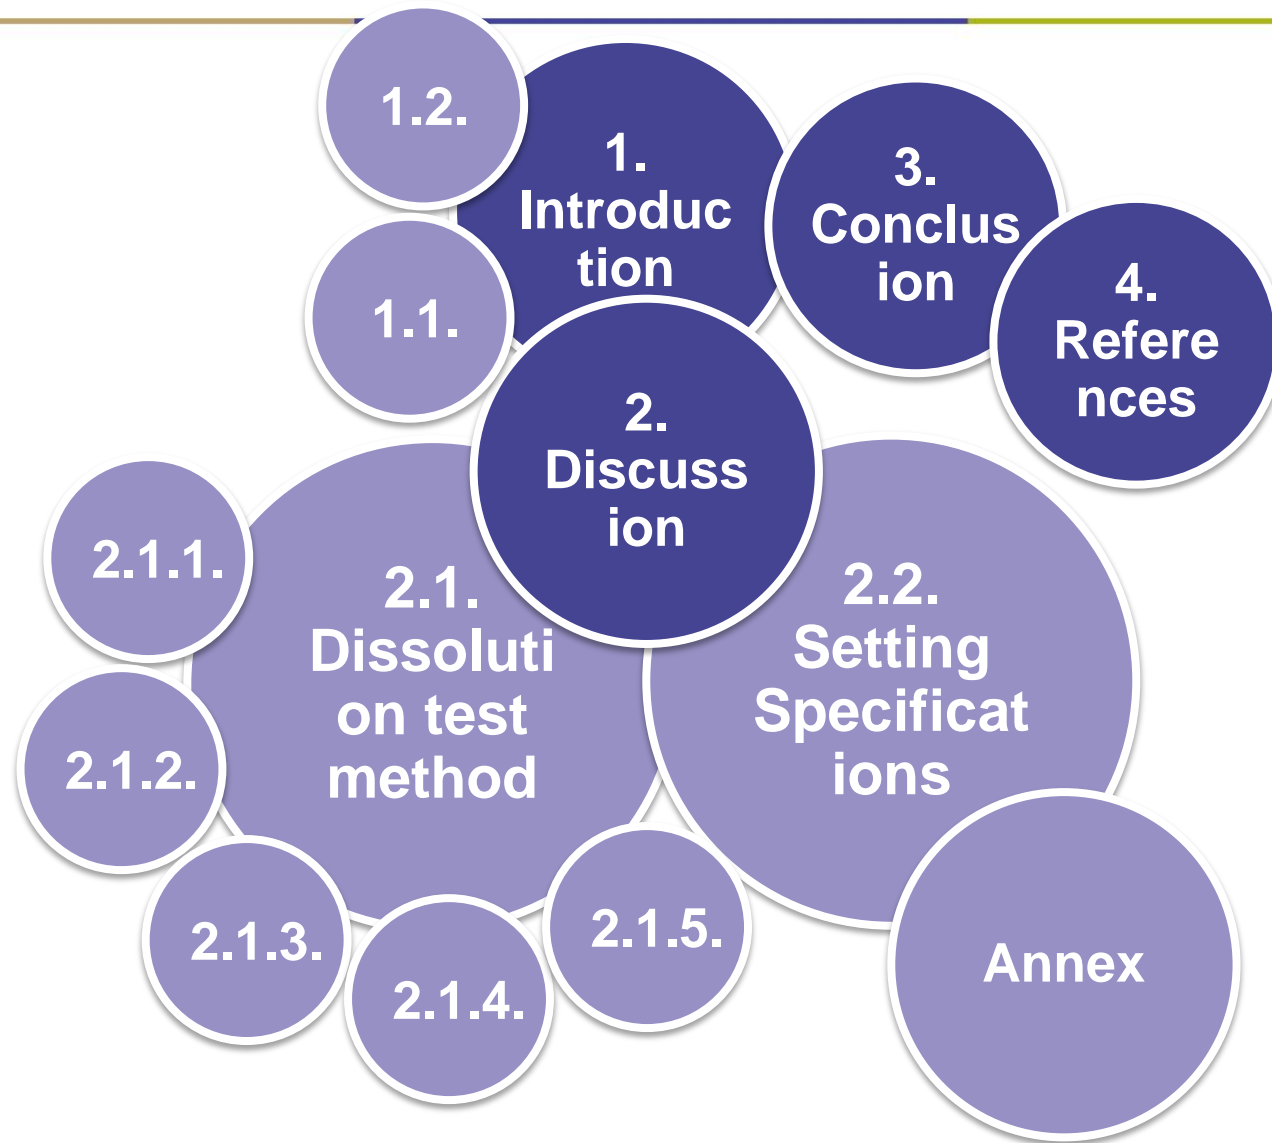 1.2.
1.
Introduc
tion
3.
Conclus
ion
1.1.
4.
Refere
nces
2.
Discuss
ion
2.1.1.
2.1.
Dissoluti
on test
method
2.2.
Setting
Specificat
ions
2.1.2.
2.1.3.
2.1.4.
2.1.5.
Annex